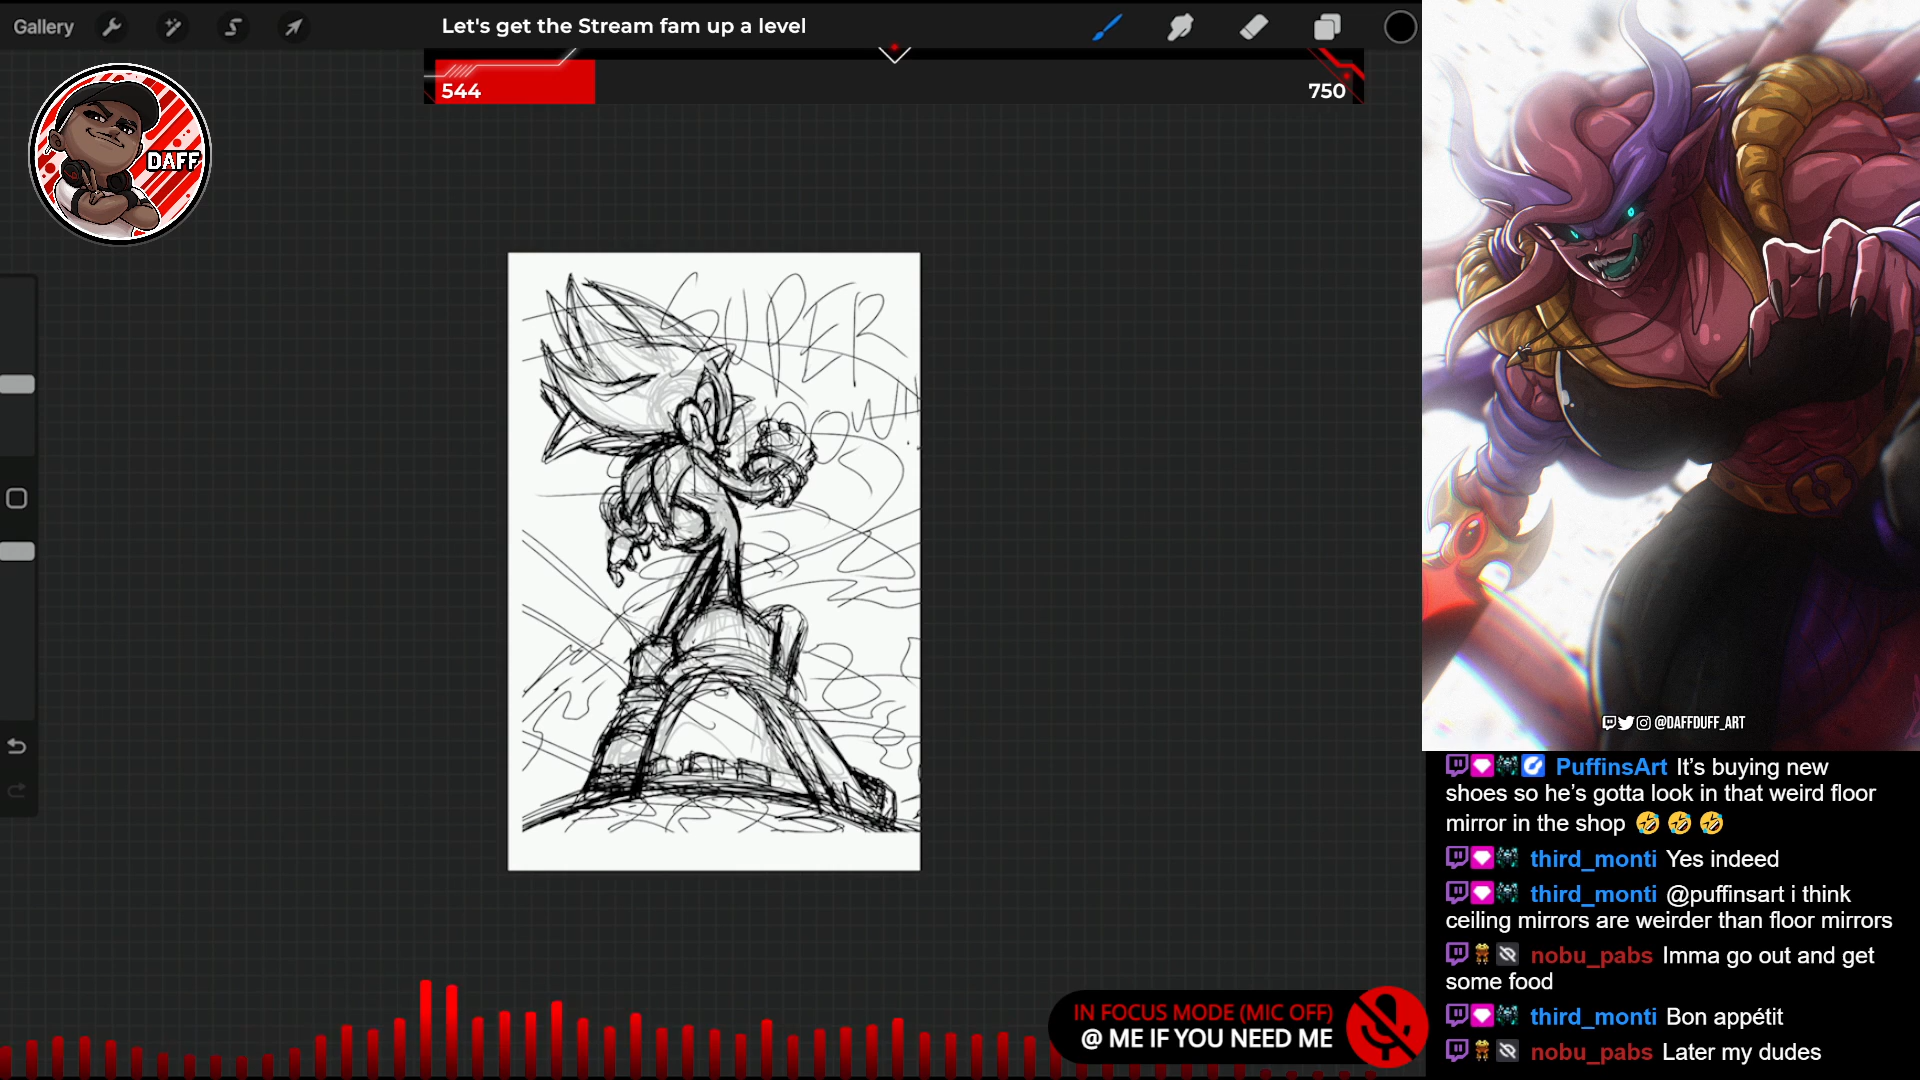 Gallery
Let's get the Stream fam up a level
544
750
DAFF
SUPER
@DAFFDUFF_ART
PuffinsArt It’s buying new
shoes so he’s gotta look in that weird floor
mirror in the shop 🤣 🤣 🤣
third_monti Yes indeed
third_monti @puffinsart i think
ceiling mirrors are weirder than floor mirrors
nobu_pabs Imma go out and get
some food
third_monti Bon appétit
nobu_pabs Later my dudes
IN FOCUS MODE (MIC OFF)
@ ME IF YOU NEED ME